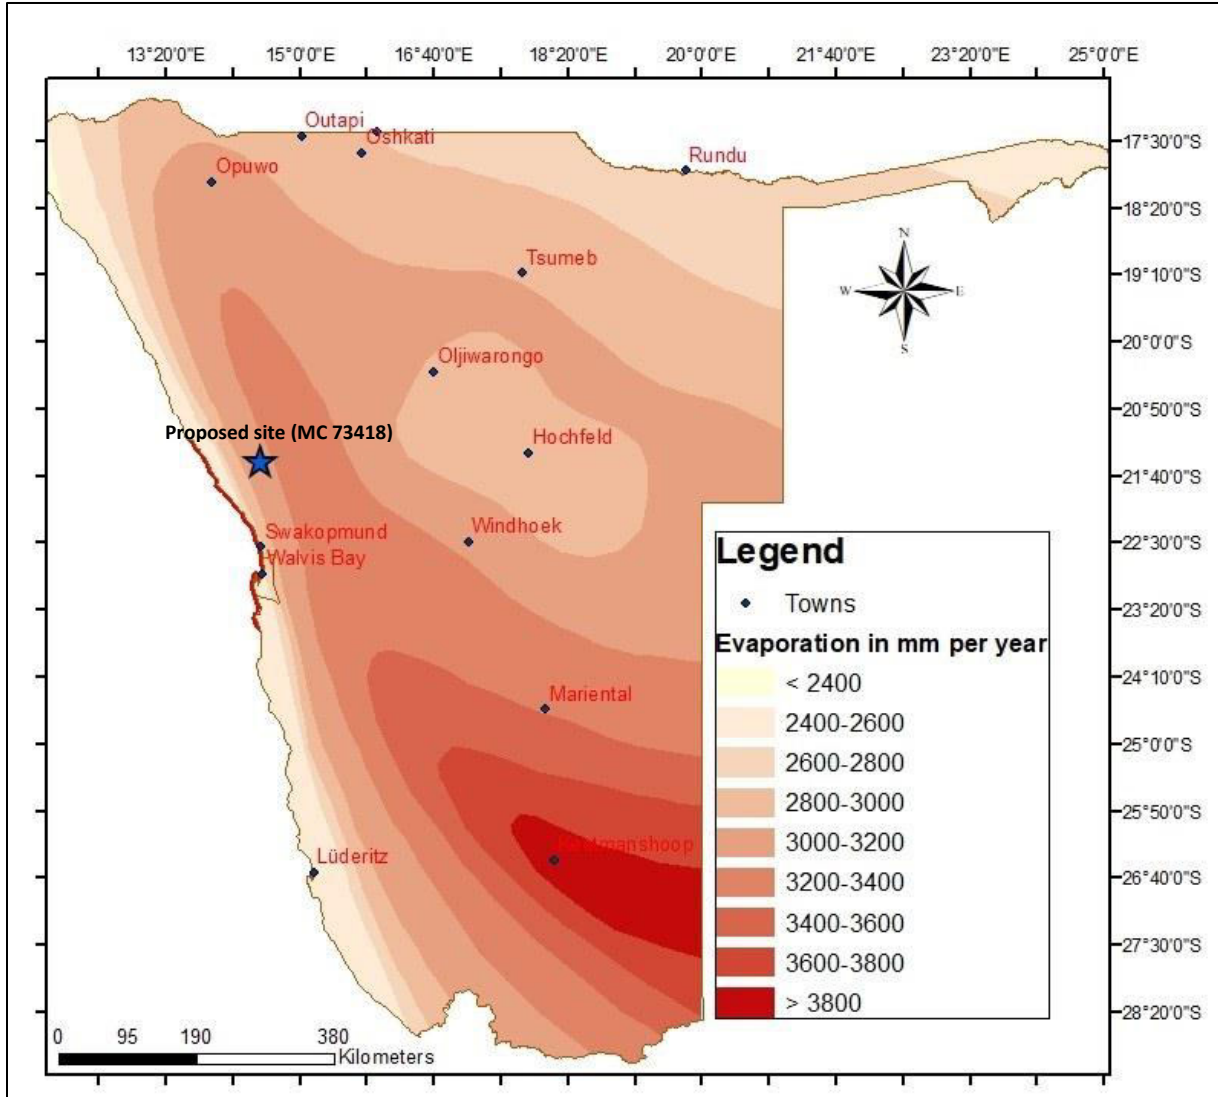 13°20'0"E 15°0'0"E 16°40'0"E 18°20'0"E 20°0'0"E 21°40'0"E 23°20'0"E 25°0'0"E
Outapi
Oshkati
17°30'0"S
Rundu
Opuwo
18°20'0"S
N
Tsumeb
19°10'0"S
W E
S
20°0'0"S
Oljiwarongo
20°50'0"S
Proposed site (MC 73418)
Hochfeld
21°40'0"S
Swakopmund
Windhoek
22°30'0"S
Walvis Bay
Legend
Towns
23°20'0"S
Evaporation in mm per year
24°10'0"S
< 2400
Mariental
2400-2600
25°0'0"S
2600-2800
2800-3000
25°50'0"S
3000-3200
Lüderitz
26°40'0"S
3200-3400
3400-3600
27°30'0"S
3600-3800
> 3800
28°20'0"S
0 95 190 380
Kilometers